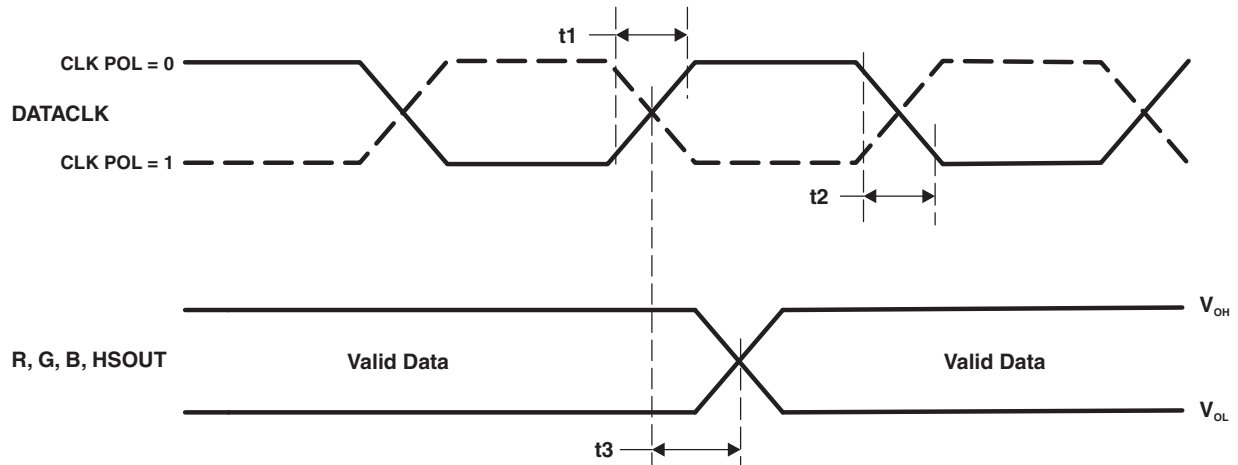 t1
CLK POL = 0
DATACLK
CLK POL = 1
t2
V_OH
R, G, B, HSOUT
Valid Data
Valid Data
V_OL
t3